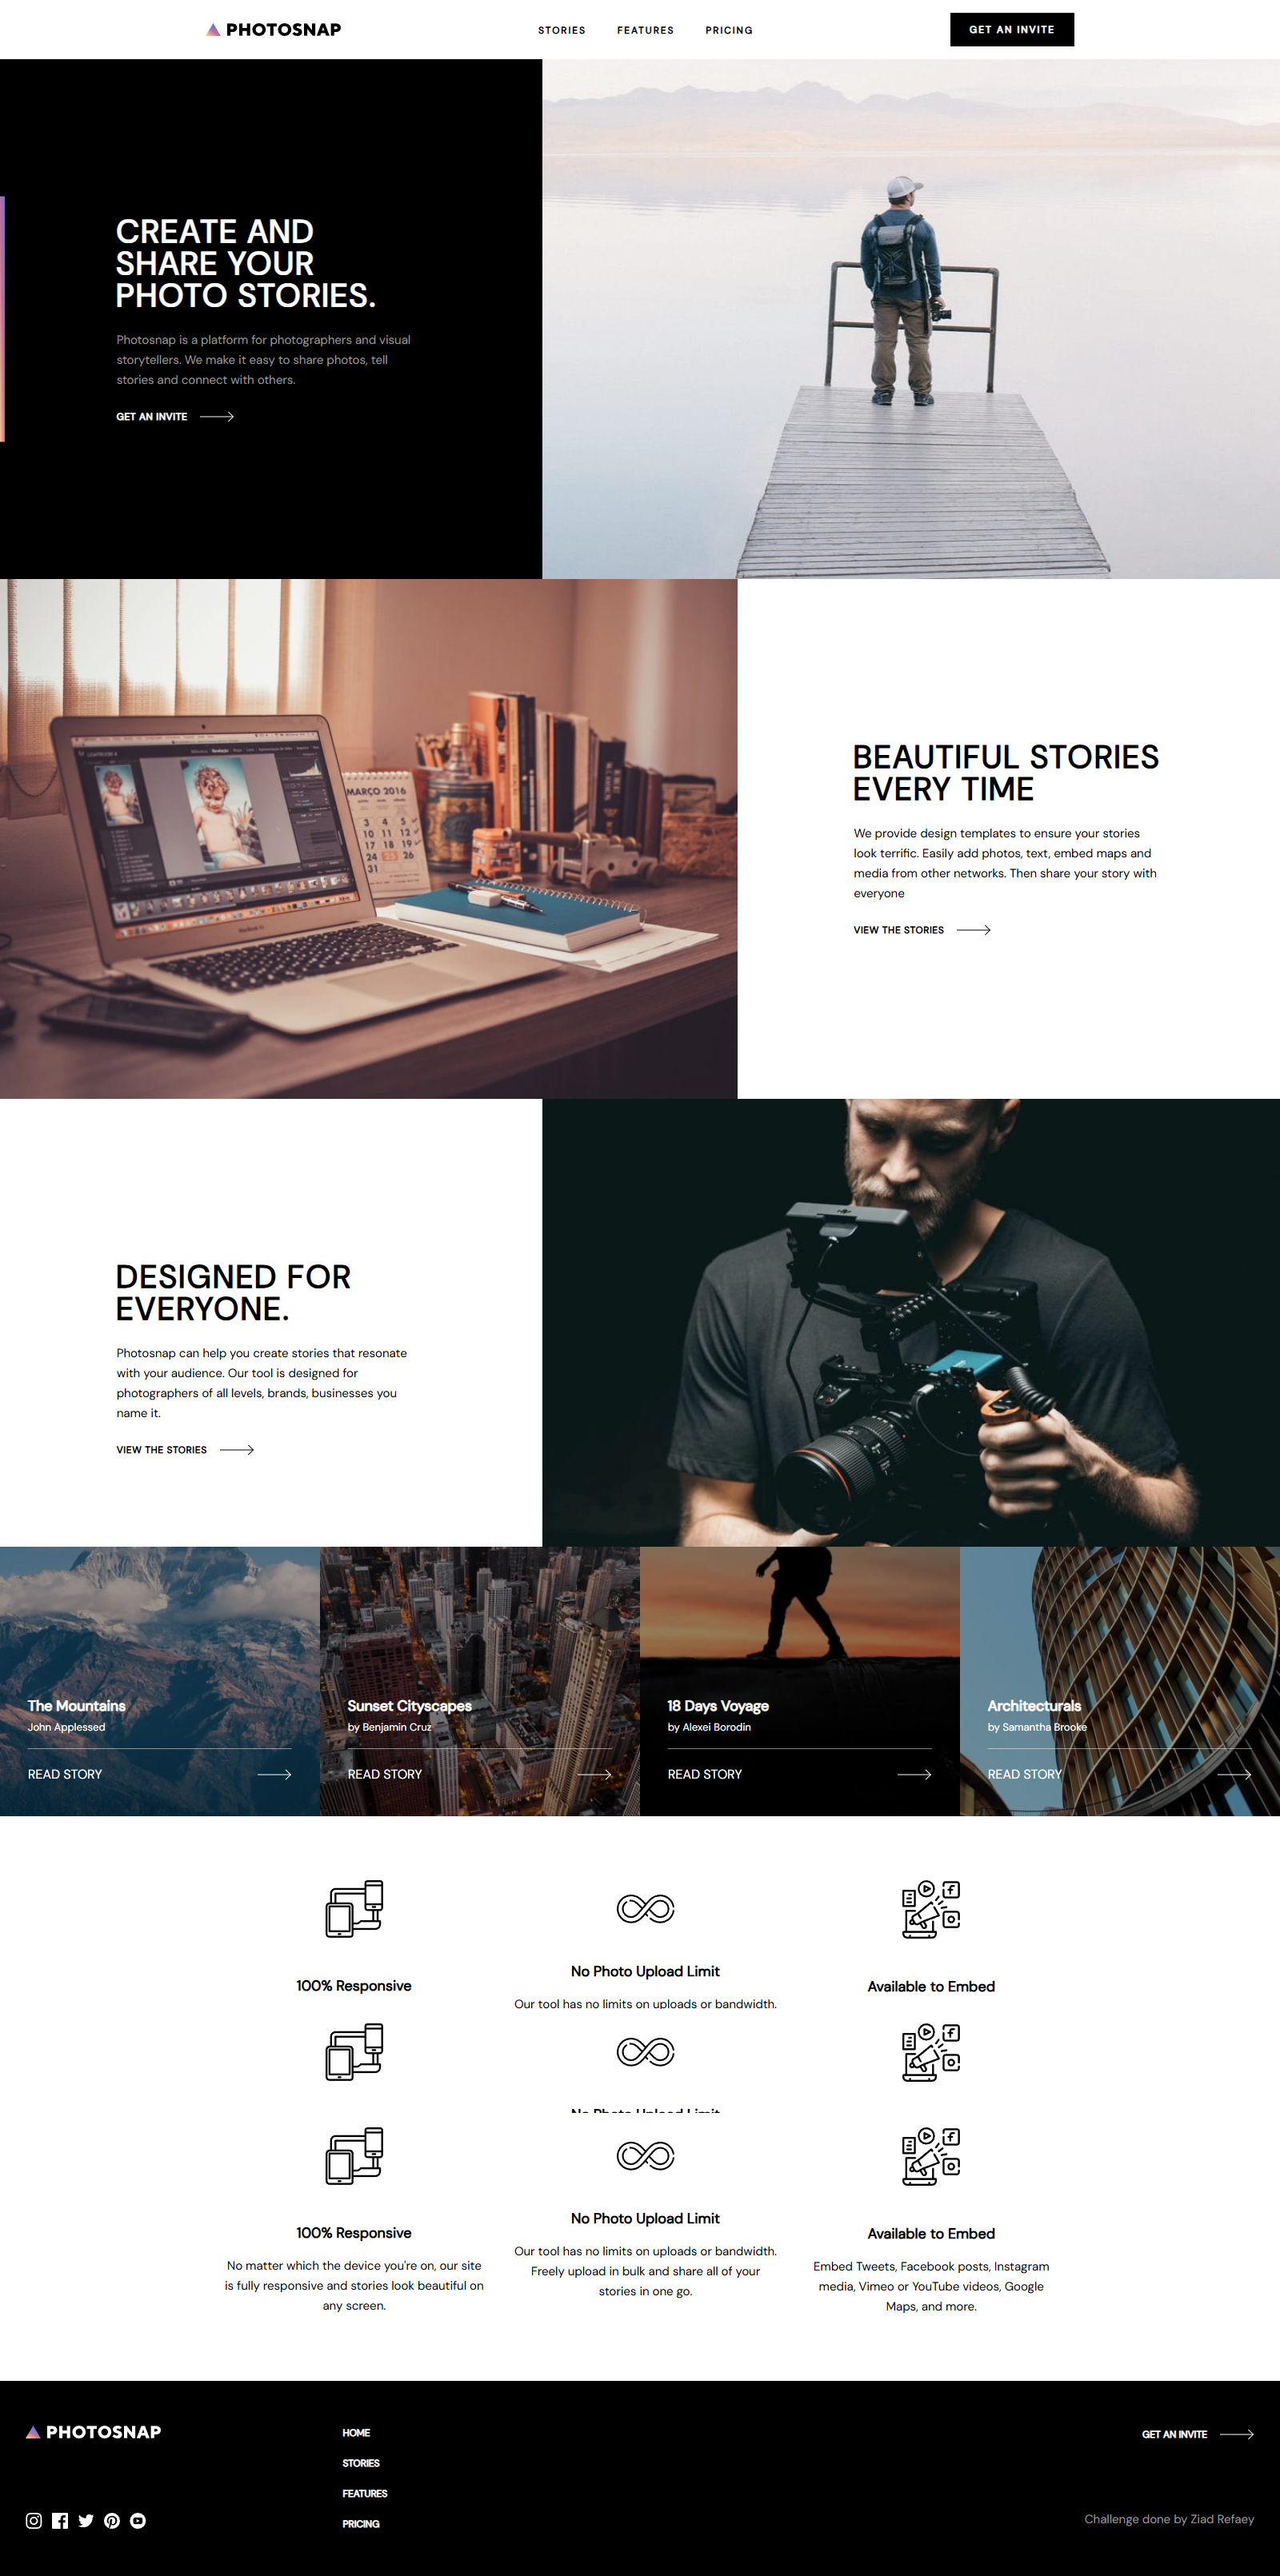 PHOTOSNAP
STORIES FEATURES PRICING
GET AN INVITE
CREATE AND
SHARE YOUR
PHOTO STORIES.
Photosnap is a platform for photographers and visual
storytellers. We make it easy to share photos, tell
stories and connect with others.
GET AN INVITE
MARÇO 2016
BEAUTIFUL STORIES
EVERY TIME
We provide design templates to ensure your stories
look terrific. Easily add photos, text, embed maps and
media from other networks. Then share your story with
everyone
VIEW THE STORIES
DESIGNED FOR
EVERYONE.
Photosnap can help you create stories that resonate
with your audience. Our tool is designed for
photographers of all levels, brands, businesses you
name it.
VIEW THE STORIES
The Mountains
John Applessed
READ STORY
Sunset Cityscapes
by Benjamin Cruz
READ STORY
18 Days Voyage
by Alexei Borodin
READ STORY
Architecturals
by Samantha Brooke
READ STORY
100% Responsive
No Photo Upload Limit
Our tool has no limits on uploads or bandwidth.
Available to Embed
No Photo Upload Limit
100% Responsive
No matter which the device you're on, our site
is fully responsive and stories look beautiful on
any screen.
No Photo Upload Limit
Our tool has no limits on uploads or bandwidth.
Freely upload in bulk and share all of your
stories in one go.
Available to Embed
Embed Tweets, Facebook posts, Instagram
media, Vimeo or YouTube videos, Google
Maps, and more.
PHOTOSNAP
HOME
STORIES
FEATURES
PRICING
GET AN INVITE
Challenge done by Ziad Refaey